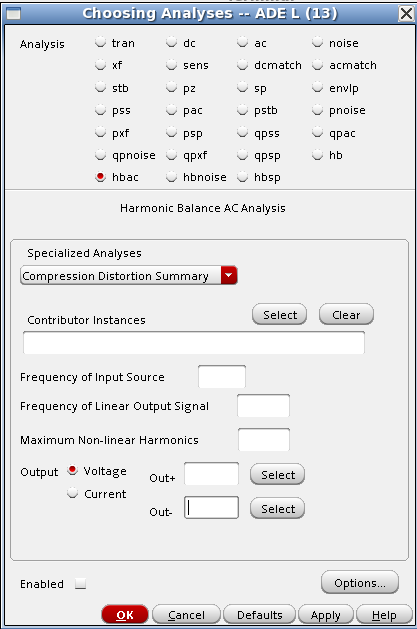 Choosing Analyses -- ADE L (13)
Analysis tran dc ac noise
xf sens dcmatch acmatch
stb pz sp envlp
pss pac pstb pnoise
pxf psp qpss qpac
qpnoise qpxf qpsp hb
hbac hbnoise hbsp
Harmonic Balance AC Analysis
Specialized Analyses
Compression Distortion Summary
Contributor Instances Select Clear
Frequency of Input Source
Frequency of Linear Output Signal
Maximum Non-linear Harmonics
Output Voltage Out+ Select
Current
Out- Select
Enabled Options...
OK Cancel Defaults Apply Help